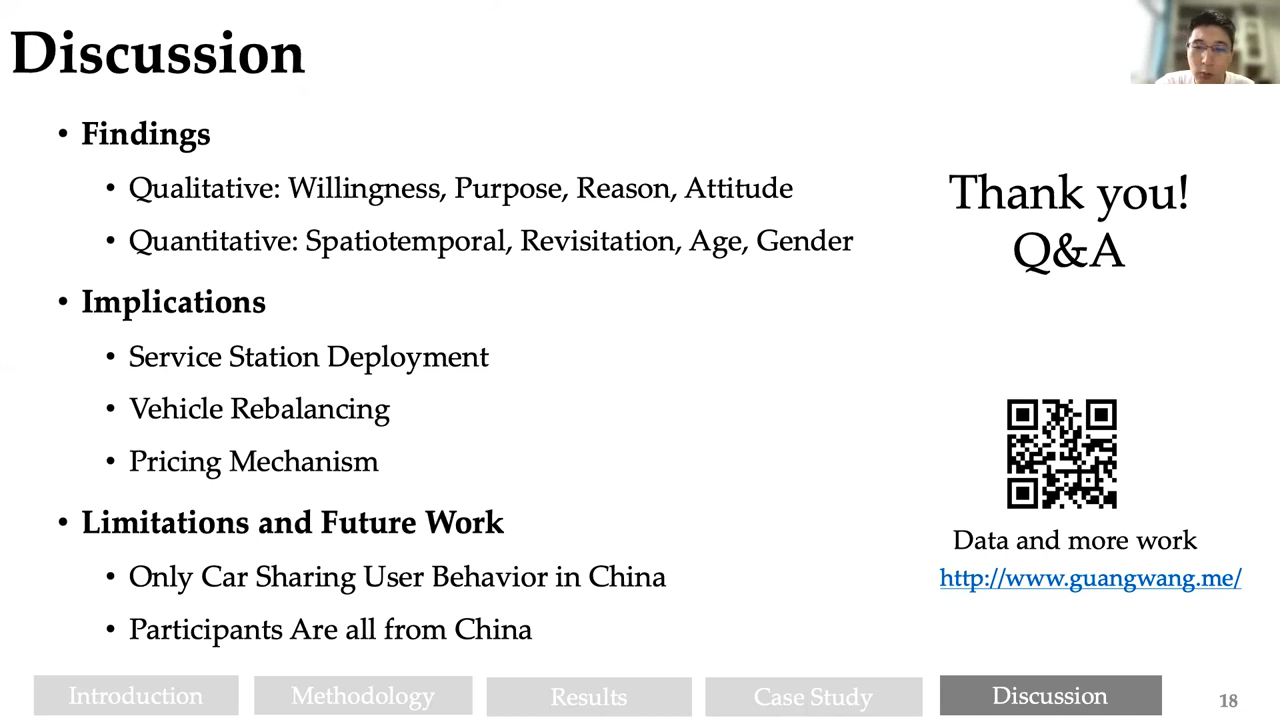 Discussion
• Findings
• Qualitative: Willingness, Purpose, Reason, Attitude
• Quantitative: Spatiotemporal, Revisitation, Age, Gender
• Implications
• Service Station Deployment
• Vehicle Rebalancing
• Pricing Mechanism
• Limitations and Future Work
• Only Car Sharing User Behavior in China
• Participants Are all from China
Thank you!
Q&A
Data and more work
http://www.guangwang.me/
Introduction
Methodology
Results
Case Study
Discussion
18